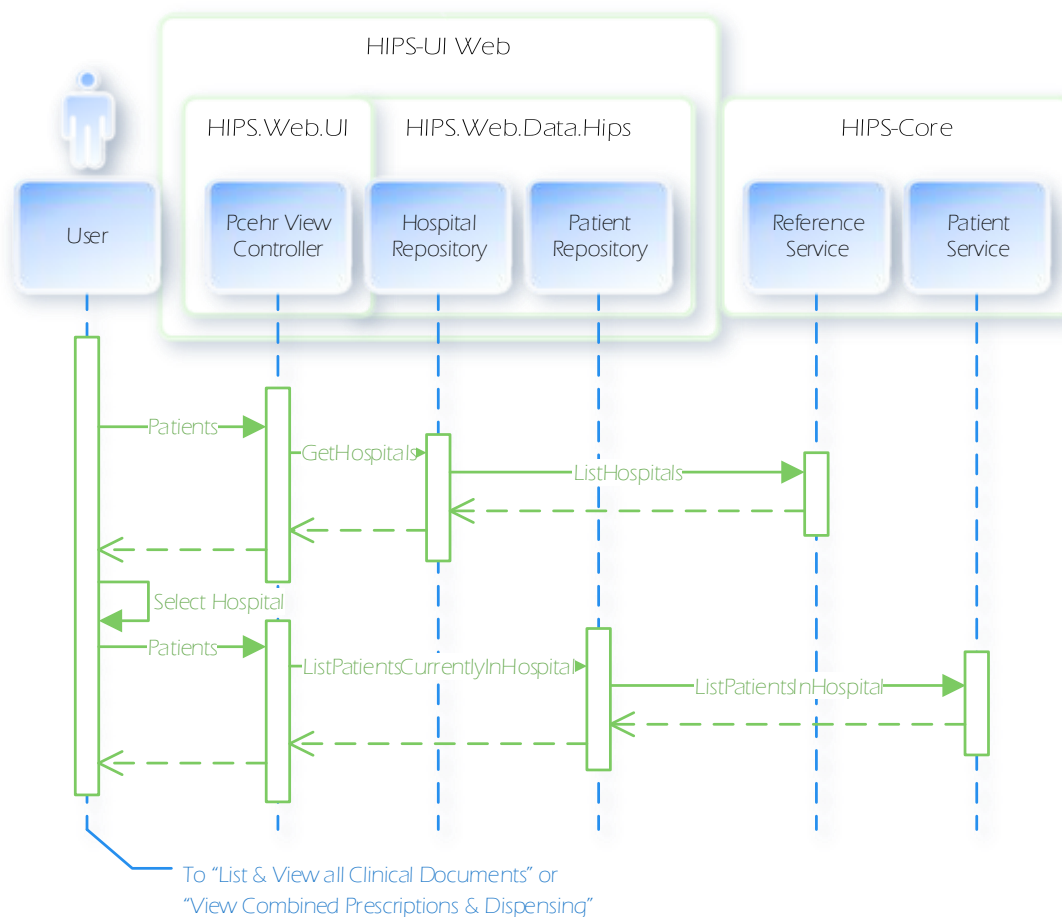 HIPS-UI Web
HIPS.Web.UI
HIPS.Web.Data.Hips
HIPS-Core
User
Pcehr View
Controller
Hospital
Repository
Patient
Repository
Reference
Service
Patient
Service
Patients
GetHospitals
ListHospitals
Select Hospital
Patients
ListPatientsCurrentlyInHospital
ListPatientsInHospital
To “List & View all Clinical Documents” or
“View Combined Prescriptions & Dispensing”